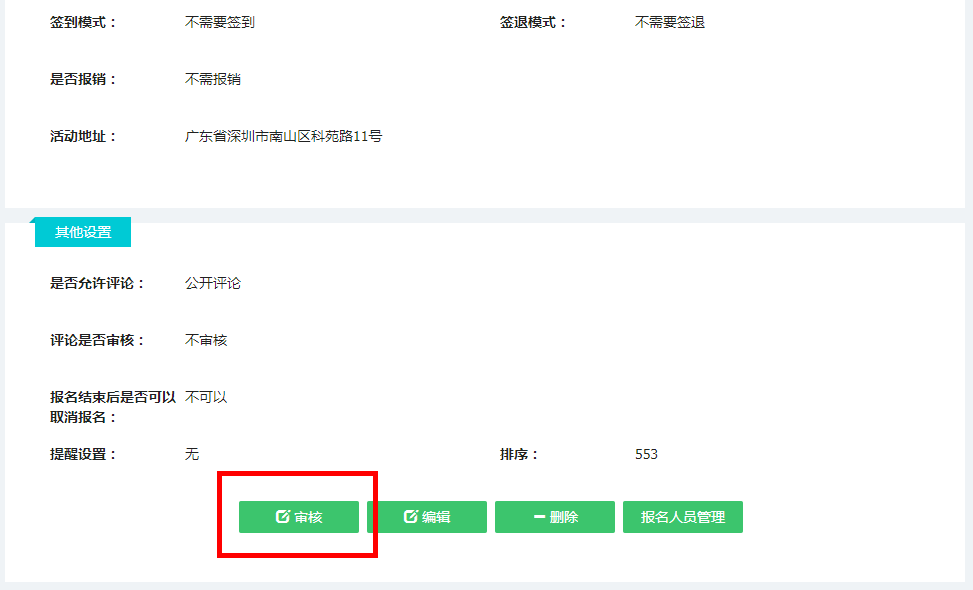 签到模式： 不需要签到 签退模式： 不需要签退
是否报销： 不需报销
活动地址： 广东省深圳市南山区科苑路11号
其他设置
是否允许评论： 公开评论
评论是否审核： 不审核
报名结束后是否可以 不可以
取消报名：
提醒设置： 无 排序： 553
审核 编辑 删除 报名人员管理